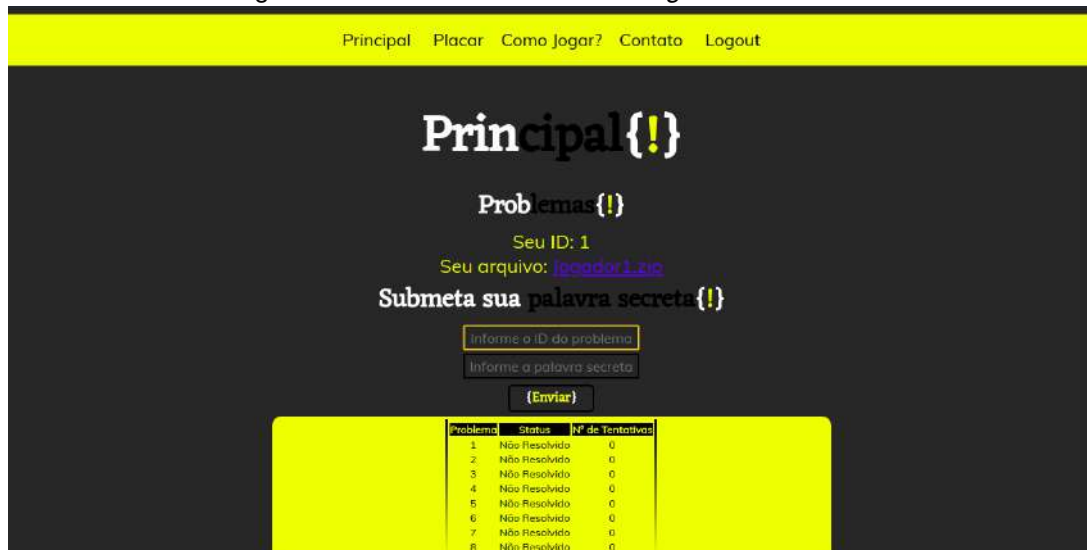 Principal Placar Como Jogar? Contato Logout
Principal{!}
Problemas{!}
Seu ID: 1
Seu arquivo: jogador1.zip
Submeta sua palavra secreta{!}
Informe o ID do problema
Informe a palavra secreta
{Enviar}
Problema Status Nº de Tentativas
1 Não Resolvido 0
2 Não Resolvido 0
3 Não Resolvido 0
4 Não Resolvido 0
5 Não Resolvido 0
6 Não Resolvido 0
7 Não Resolvido 0
8 Não Resolvido 0